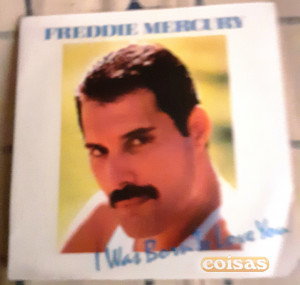 FREDDIE MERCURY
I Was Born To Love You
coisas